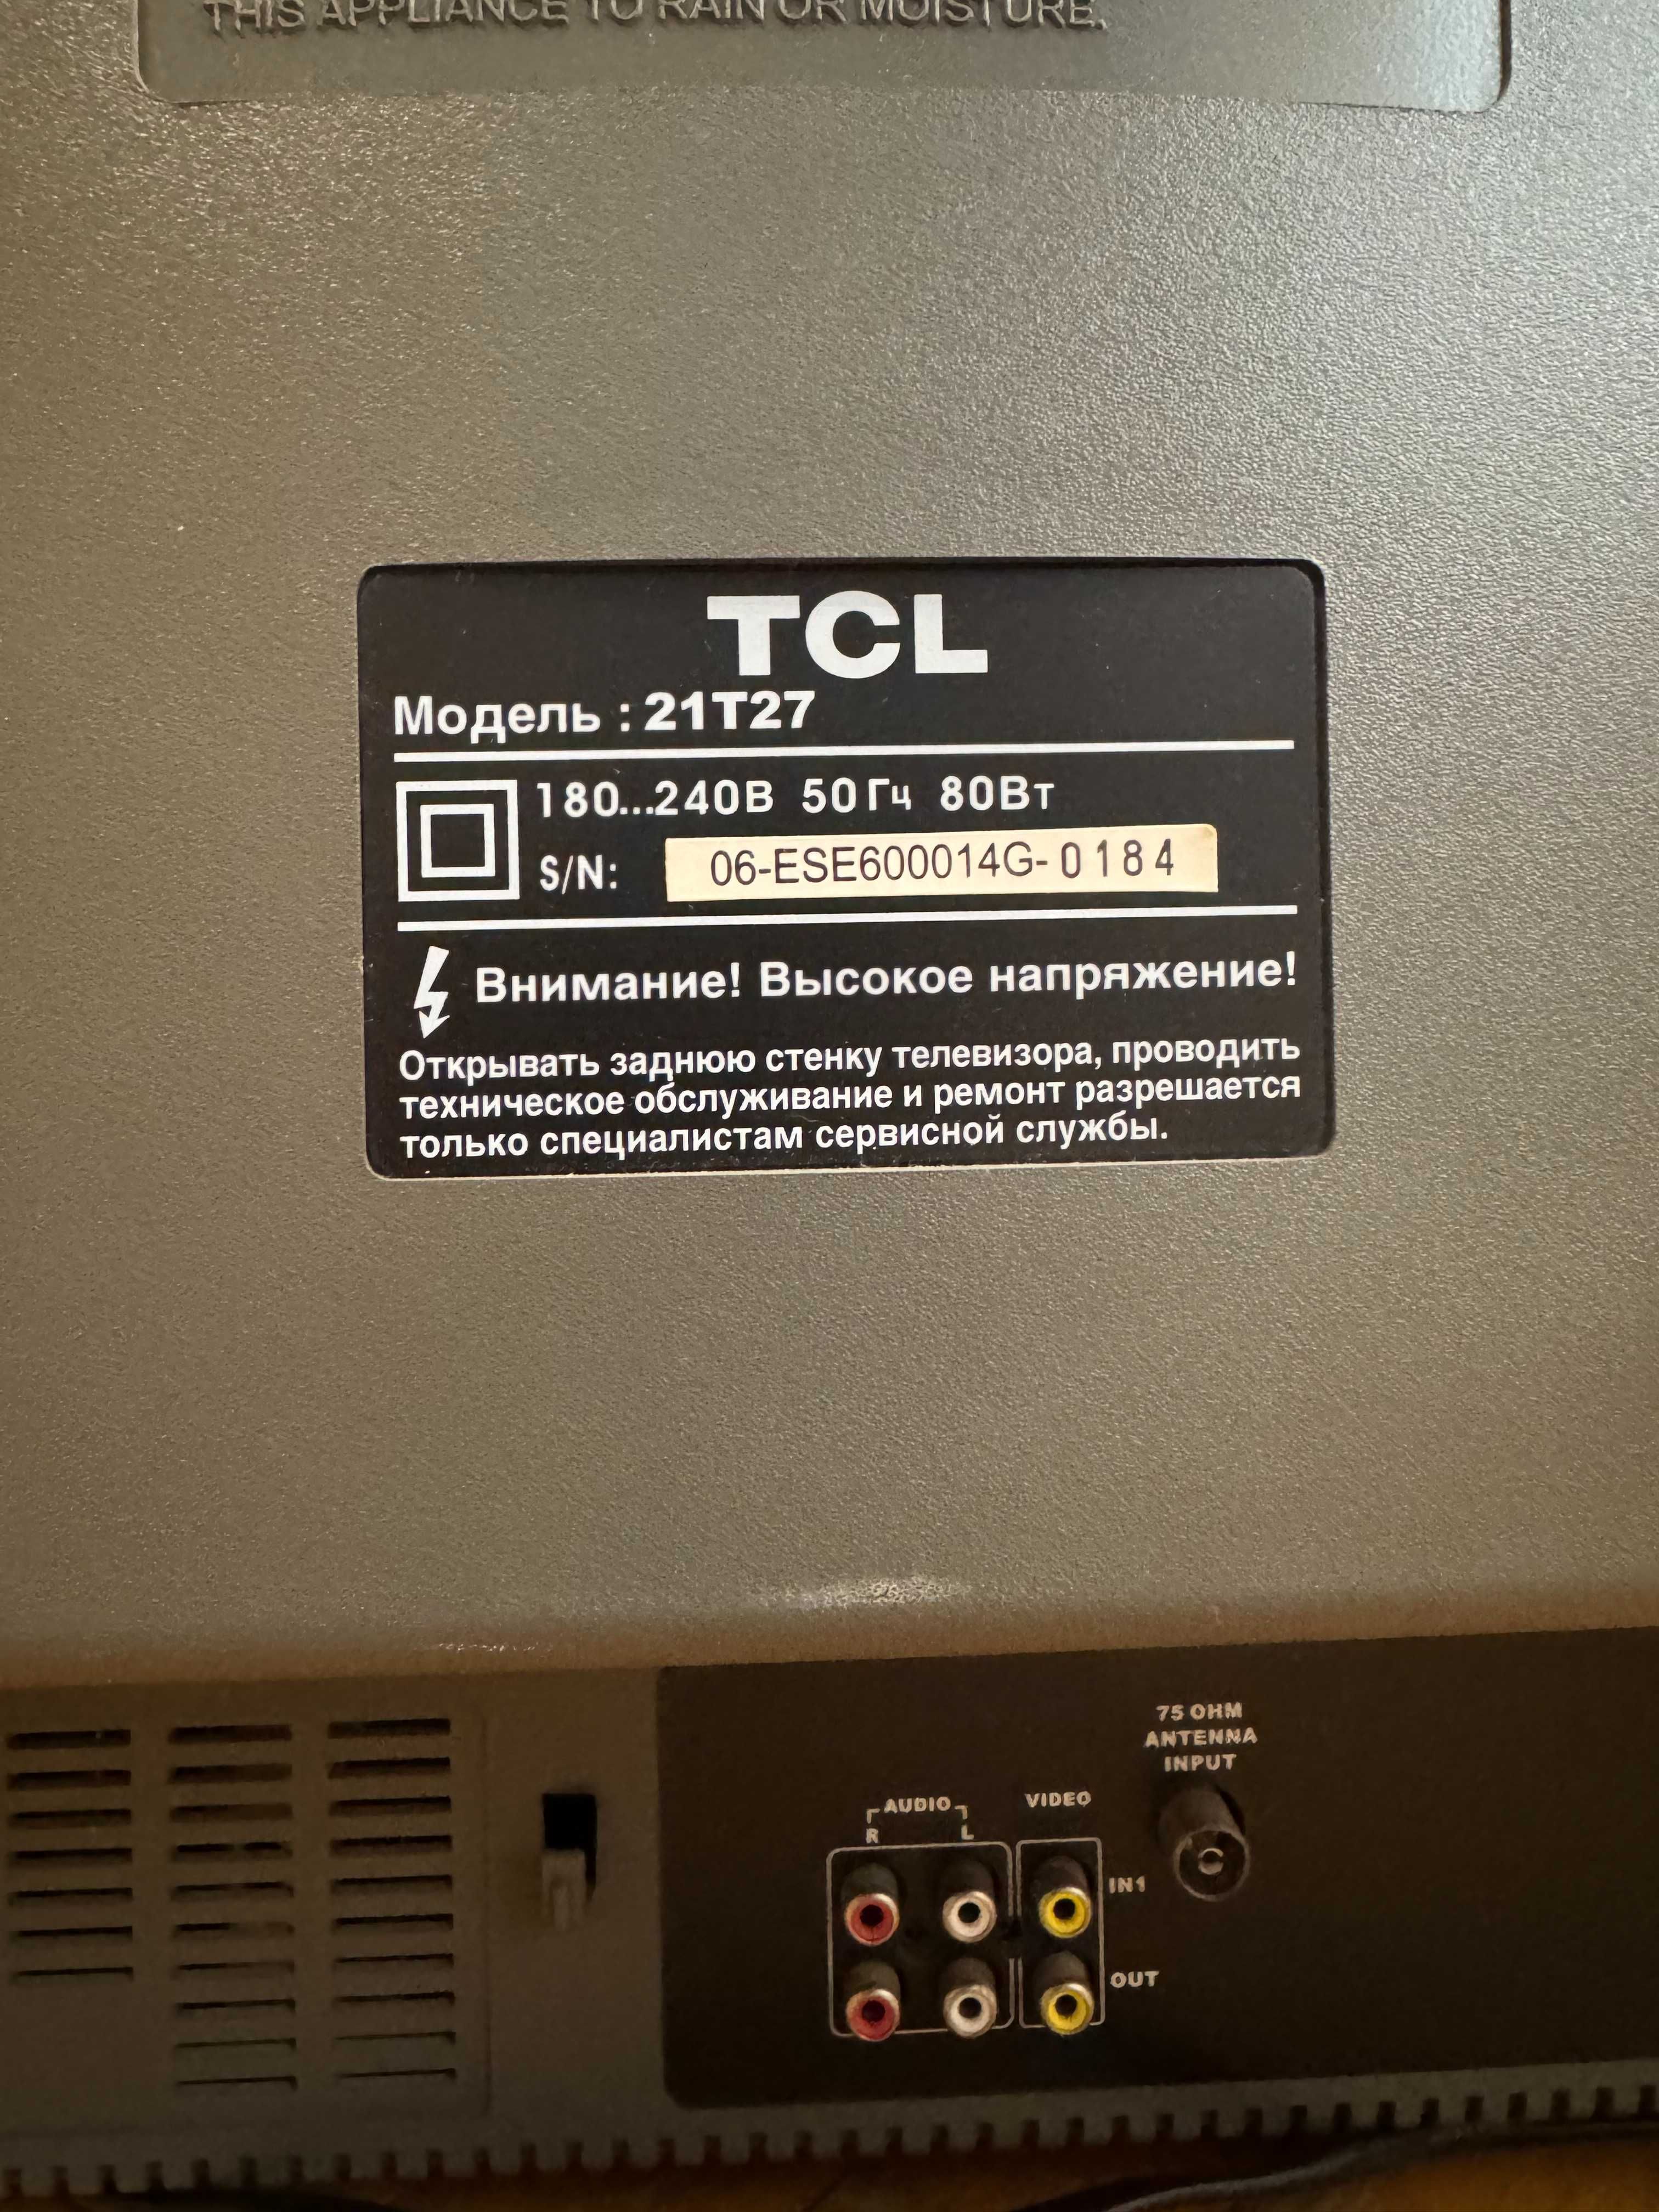 THIS APPLIANCE TO RAIN OR MOISTURE.
TCL
Модель : 21T27
180...240В 50Гц 80Вт
S/N: 06-ESE600014G-0184
Внимание! Высокое напряжение!
Открывать заднюю стенку телевизора, проводить
техническое обслуживание и ремонт разрешается
только специалистам сервисной службы.
75 OHM
ANTENNA
INPUT
AUDIO
VIDEO
R L
IN1
OUT